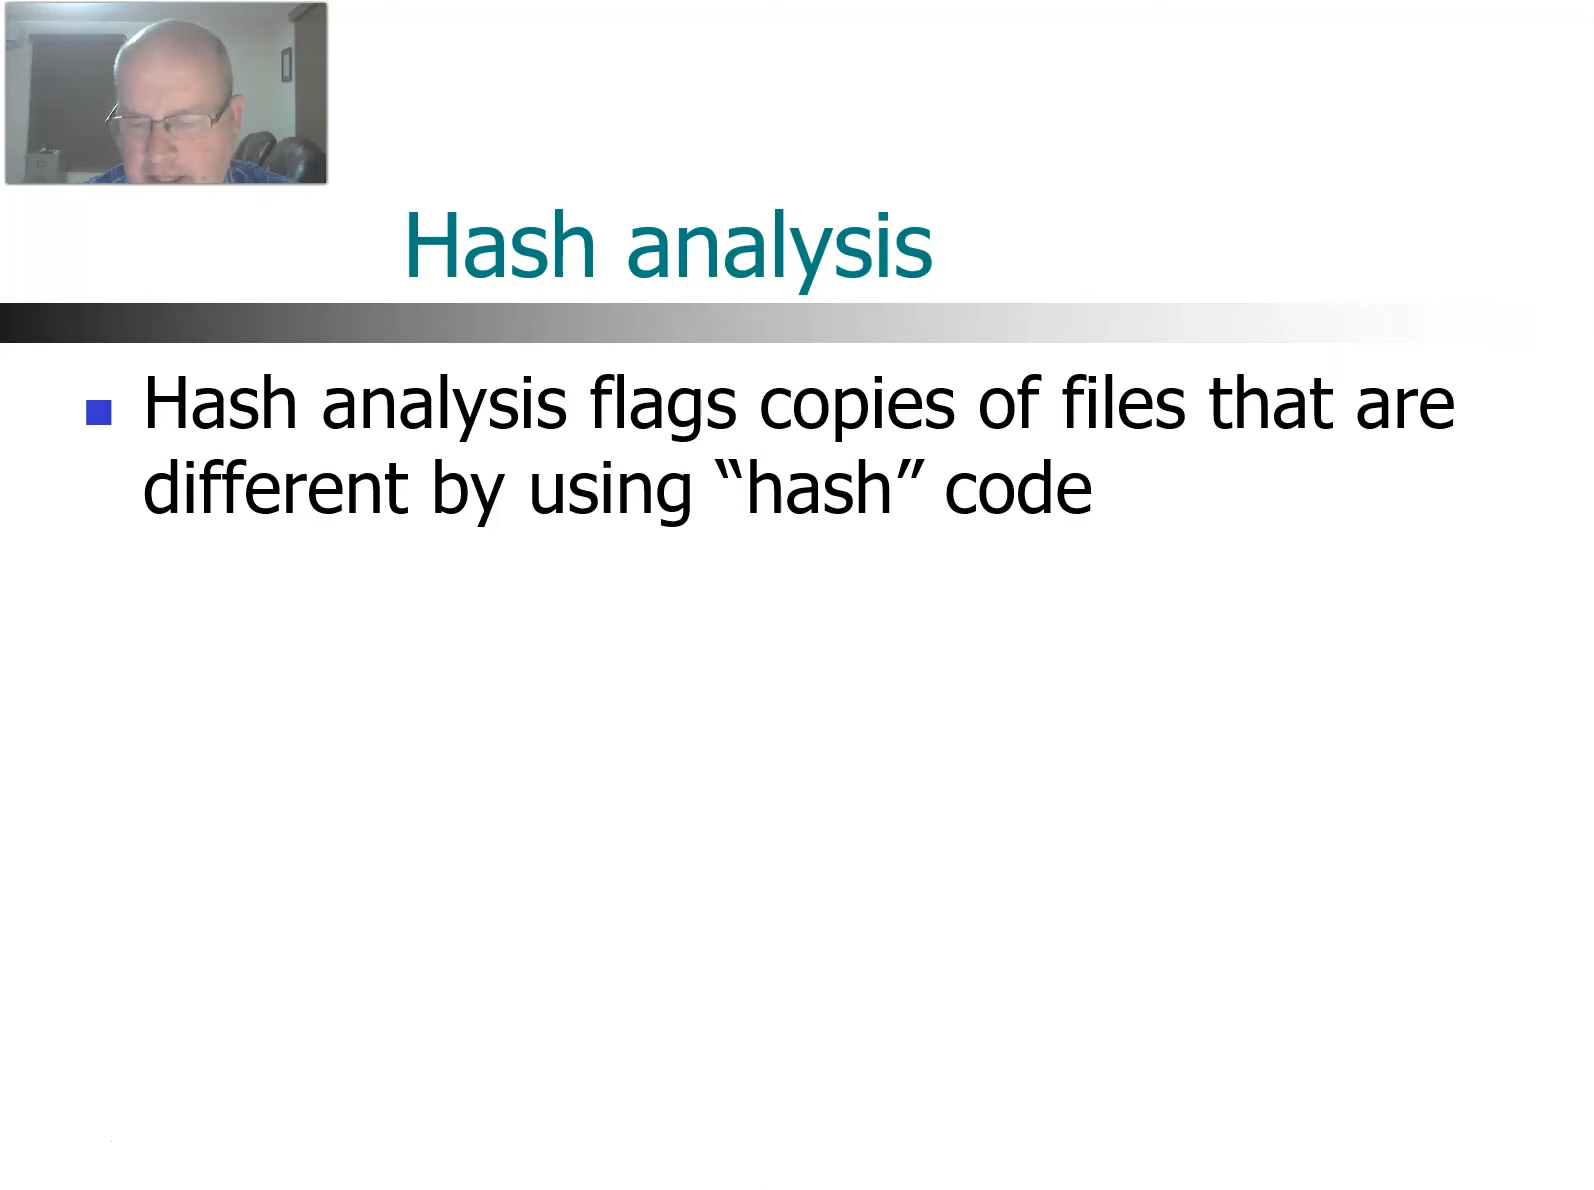 Hash analysis
Hash analysis flags copies of files that are
different by using “hash” code